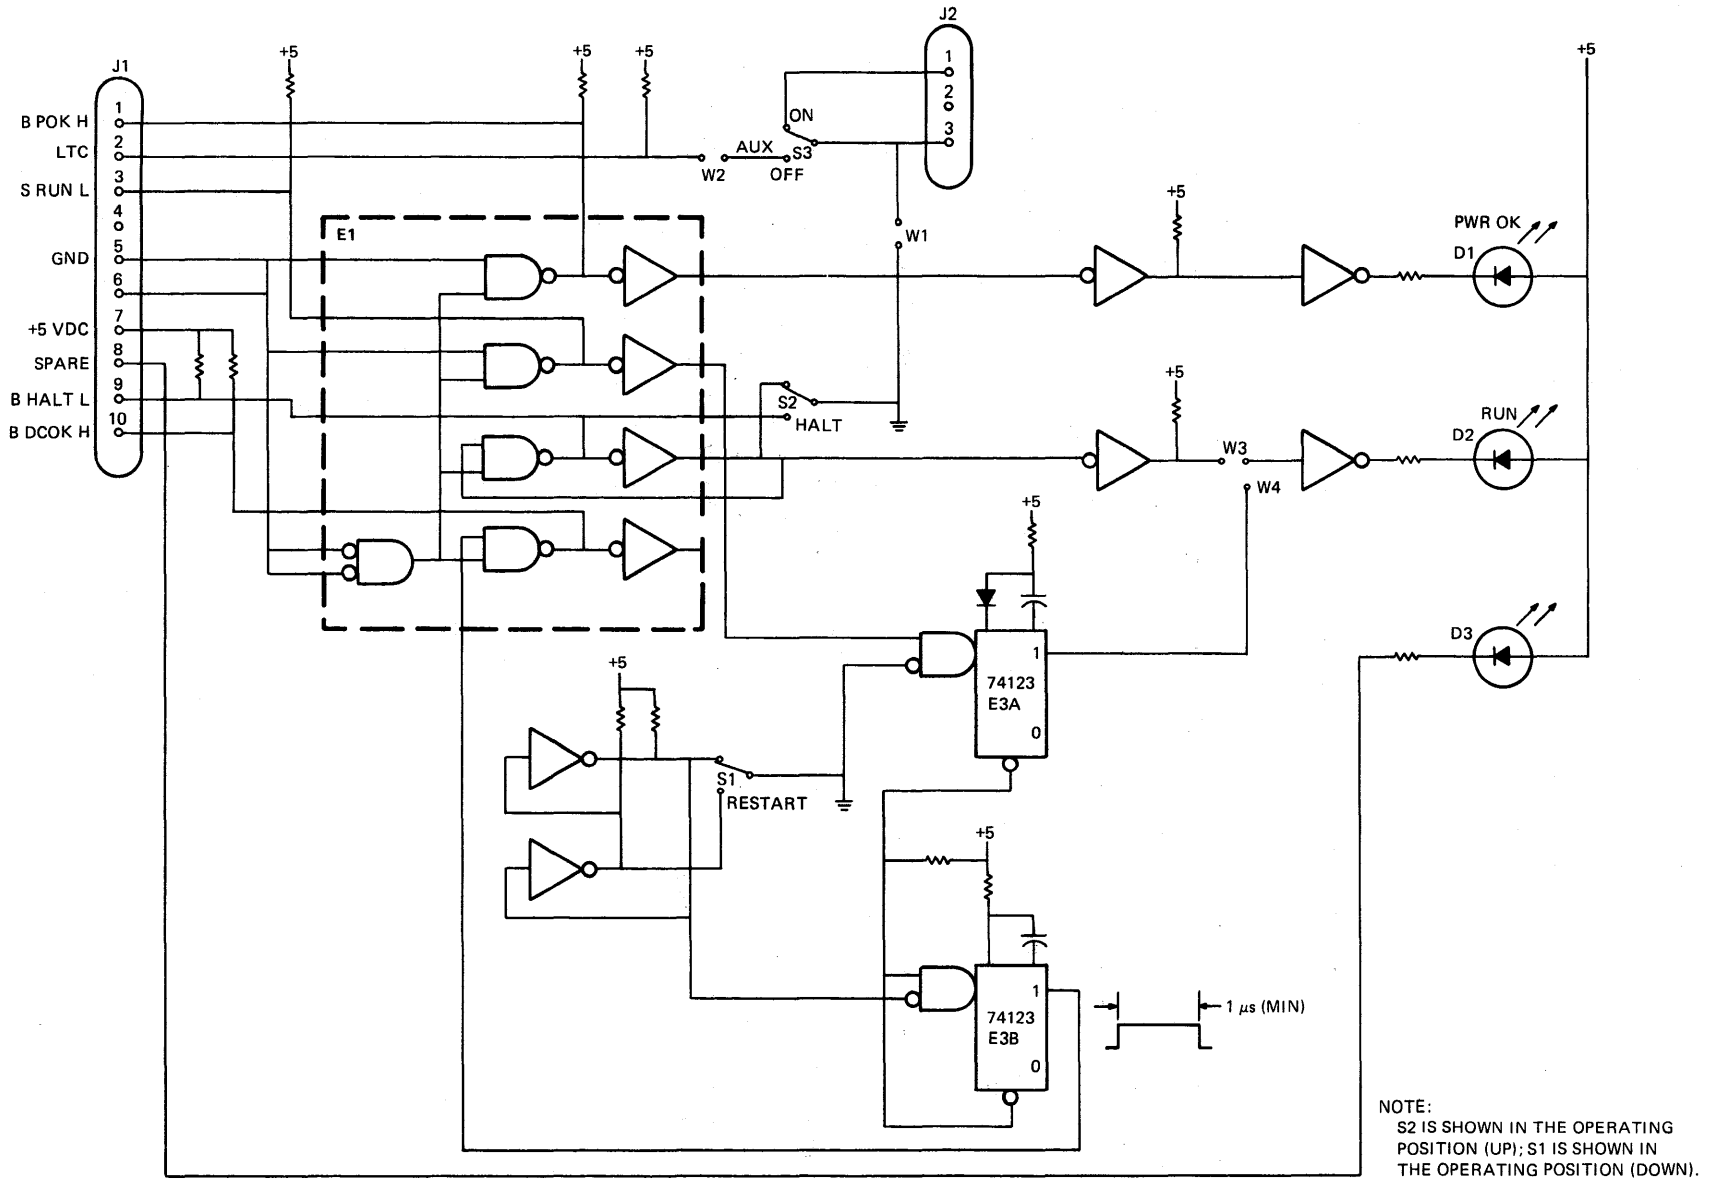 J1
1
B POK H
2
LTC
3
S RUN L
4
5
GND
6
7
+5 VDC
8
SPARE
9
B HALT L
10
B DCOK H
+5
+5
+5
J2
1
2
3
ON
S3
AUX
OFF
W2
W1
E1
S2
HALT
+5
+5
W3
W4
+5
PWR OK
D1
RUN
D2
D3
+5
1
74123
E3A
0
+5
S1
RESTART
+5
1
74123
E3B
0
1 μs (MIN)
NOTE:
S2 IS SHOWN IN THE OPERATING
POSITION (UP); S1 IS SHOWN IN
THE OPERATING POSITION (DOWN).